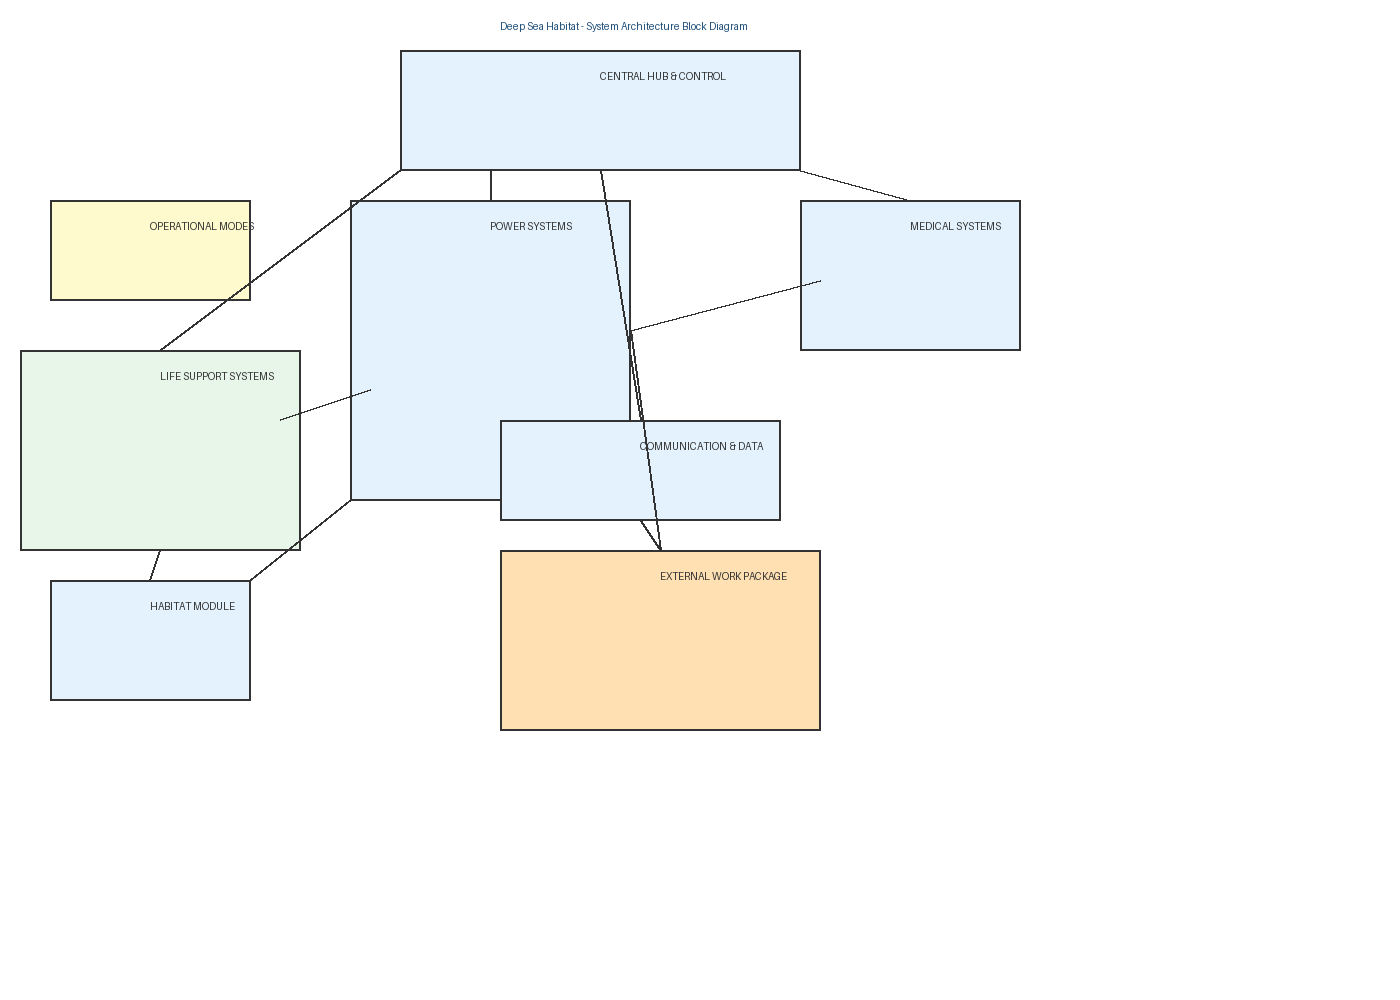 Deep Sea Habitat - System Architecture Block Diagram
CENTRAL HUB & CONTROL
OPERATIONAL MODES
POWER SYSTEMS
MEDICAL SYSTEMS
LIFE SUPPORT SYSTEMS
COMMUNICATION & DATA
EXTERNAL WORK PACKAGE
HABITAT MODULE